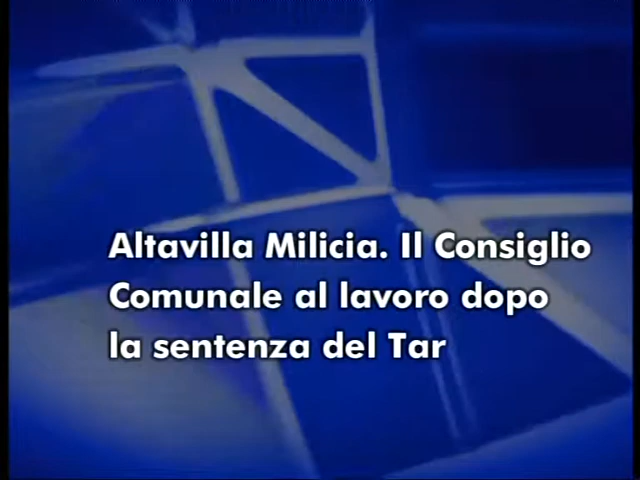 Altavilla Milicia. Il Consiglio
Comunale al lavoro dopo
la sentenza del Tar